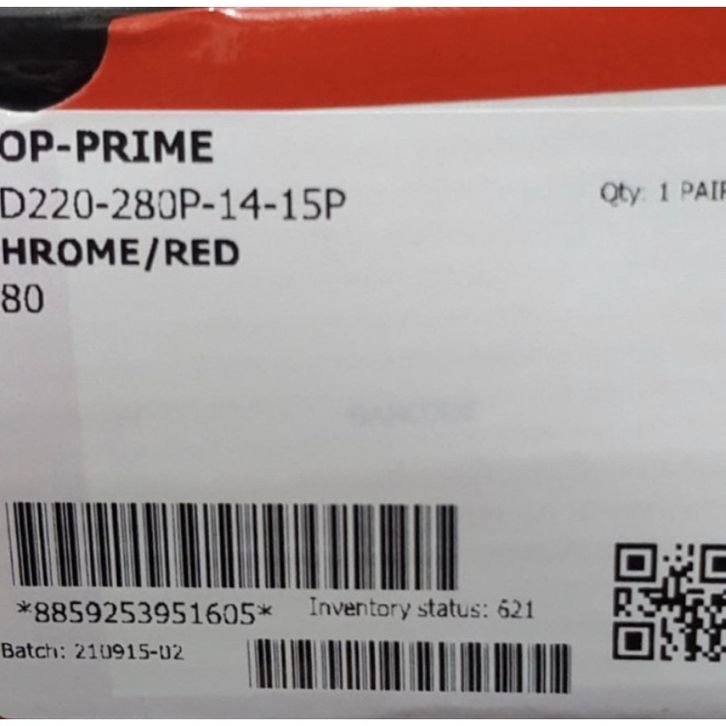 OP-PRIME
D220-280P-14-15P
Qty: 1 PAIR
HROME/RED
80
BARCODE
*8859253951605*
Inventory status: 621
Batch: 210915-02